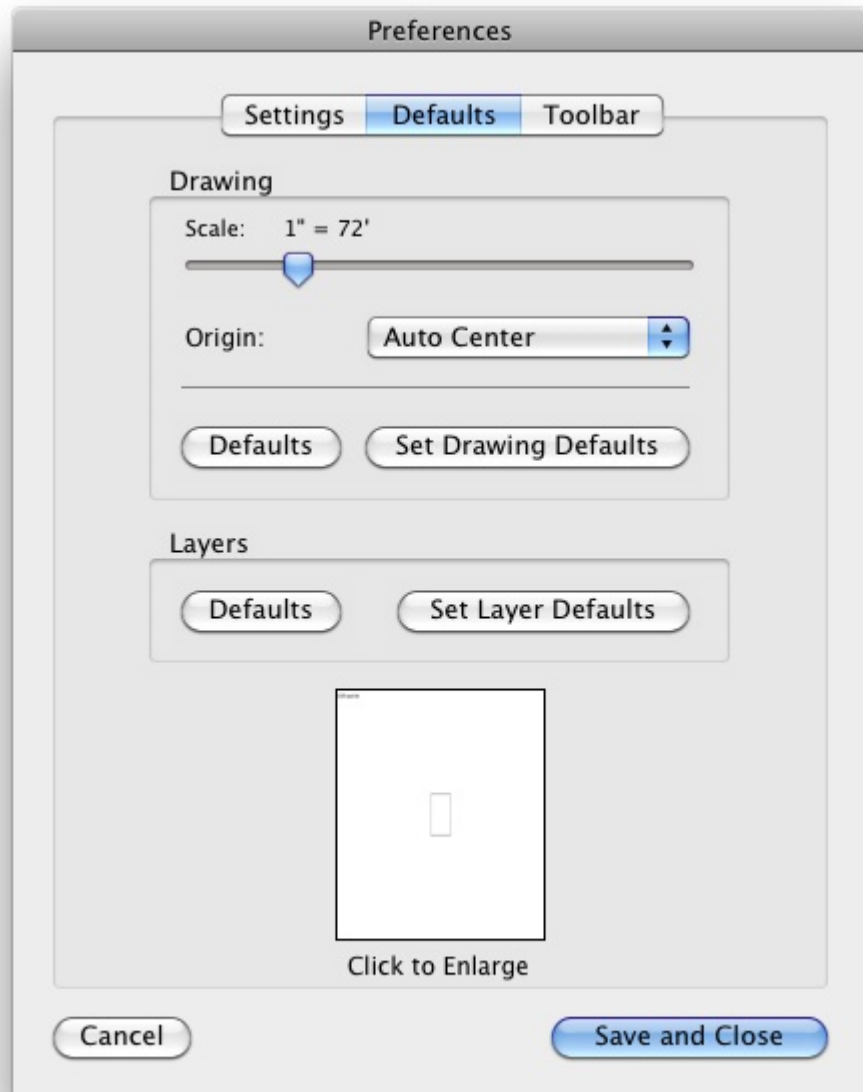 Preferences
Settings Defaults Toolbar
Drawing
Scale: 1" = 72'
Origin: Auto Center
Defaults Set Drawing Defaults
Layers
Defaults Set Layer Defaults
Click to Enlarge
Cancel Save and Close